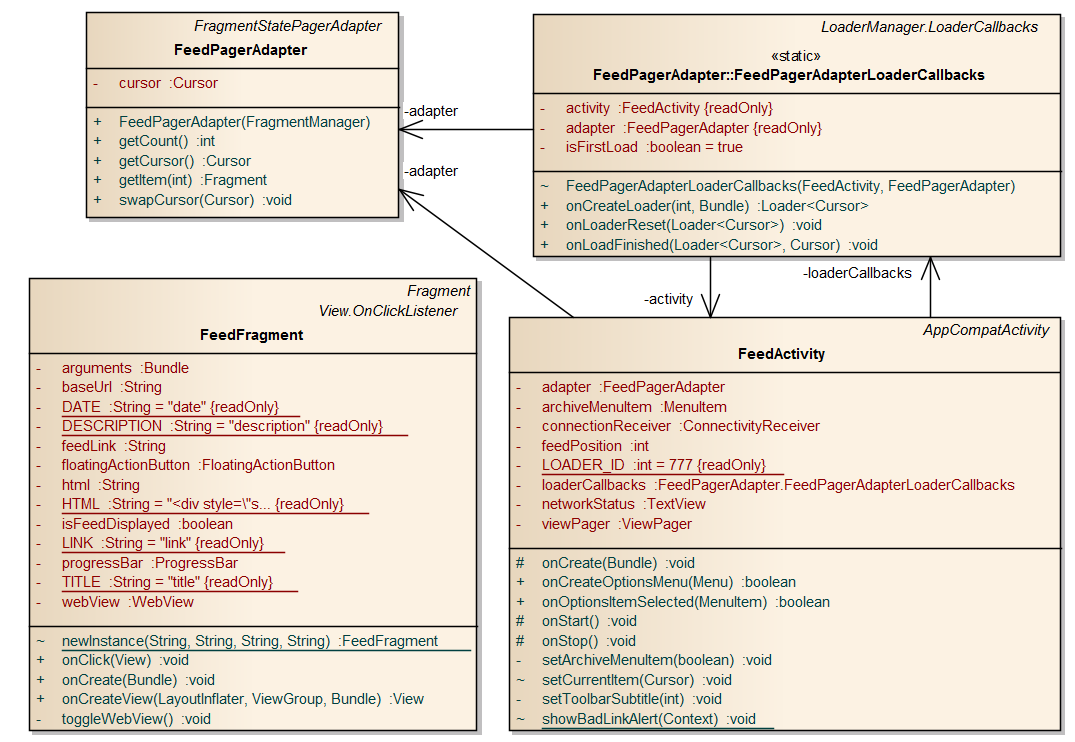 FragmentStatePagerAdapter
FeedPagerAdapter
- cursor :Cursor
+ FeedPagerAdapter(FragmentManager)
+ getCount() :int
+ getCursor() :Cursor
+ getItem(int) :Fragment
+ swapCursor(Cursor) :void
-adapter
-adapter
LoaderManager.LoaderCallbacks
«static»
FeedPagerAdapter::FeedPagerAdapterLoaderCallbacks
- activity :FeedActivity {readOnly}
- adapter :FeedPagerAdapter {readOnly}
- isFirstLoad :boolean = true
~ FeedPagerAdapterLoaderCallbacks(FeedActivity, FeedPagerAdapter)
+ onCreateLoader(int, Bundle) :Loader<Cursor>
+ onLoaderReset(Loader<Cursor>) :void
+ onLoadFinished(Loader<Cursor>, Cursor) :void
-loaderCallbacks
-activity
Fragment
View.OnClickListener
FeedFragment
- arguments :Bundle
- baseUrl :String
- DATE :String = "date" {readOnly}
- DESCRIPTION :String = "description" {readOnly}
- feedLink :String
- floatingActionButton :FloatingActionButton
- html :String
- HTML :String = "<div style=\"s... {readOnly}
- isFeedDisplayed :boolean
- LINK :String = "link" {readOnly}
- progressBar :ProgressBar
- TITLE :String = "title" {readOnly}
- webView :WebView
~ newInstance(String, String, String, String) :FeedFragment
+ onClick(View) :void
+ onCreate(Bundle) :void
+ onCreateView(LayoutInflater, ViewGroup, Bundle) :View
- toggleWebView() :void
AppCompatActivity
FeedActivity
- adapter :FeedPagerAdapter
- archiveMenuItem :MenuItem
- connectionReceiver :ConnectivityReceiver
- feedPosition :int
- LOADER_ID :int = 777 {readOnly}
- loaderCallbacks :FeedPagerAdapter.FeedPagerAdapterLoaderCallbacks
- networkStatus :TextView
- viewPager :ViewPager
# onCreate(Bundle) :void
+ onCreateOptionsMenu(Menu) :boolean
+ onOptionsItemSelected(MenuItem) :boolean
# onStart() :void
# onStop() :void
- setArchiveMenuItem(boolean) :void
~ setCurrentItem(Cursor) :void
- setToolbarSubtitle(int) :void
~ showBadLinkAlert(Context) :void